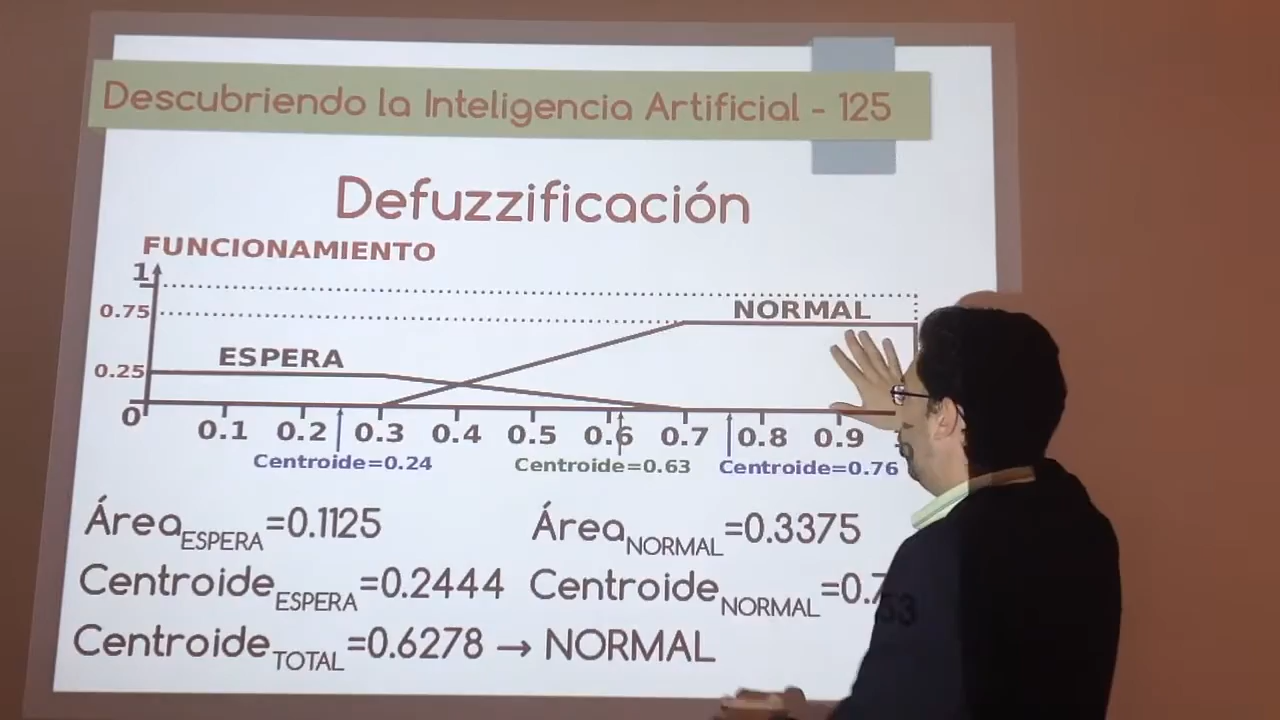 Descubriendo la Inteligencia Artificial - 125
Defuzzificación
FUNCIONAMIENTO
1
0.75
NORMAL
ESPERA
0.25
0
0.1 0.2 0.3 0.4 0.5 0.6 0.7 0.8 0.9
Centroide=0.24 Centroide=0.63 Centroide=0.76
ÁreaESPERA=0.1125 ÁreaNORMAL=0.3375
CentroideESPERA=0.2444 CentroideNORMAL=0.7
CentroideTOTAL=0.6278 → NORMAL